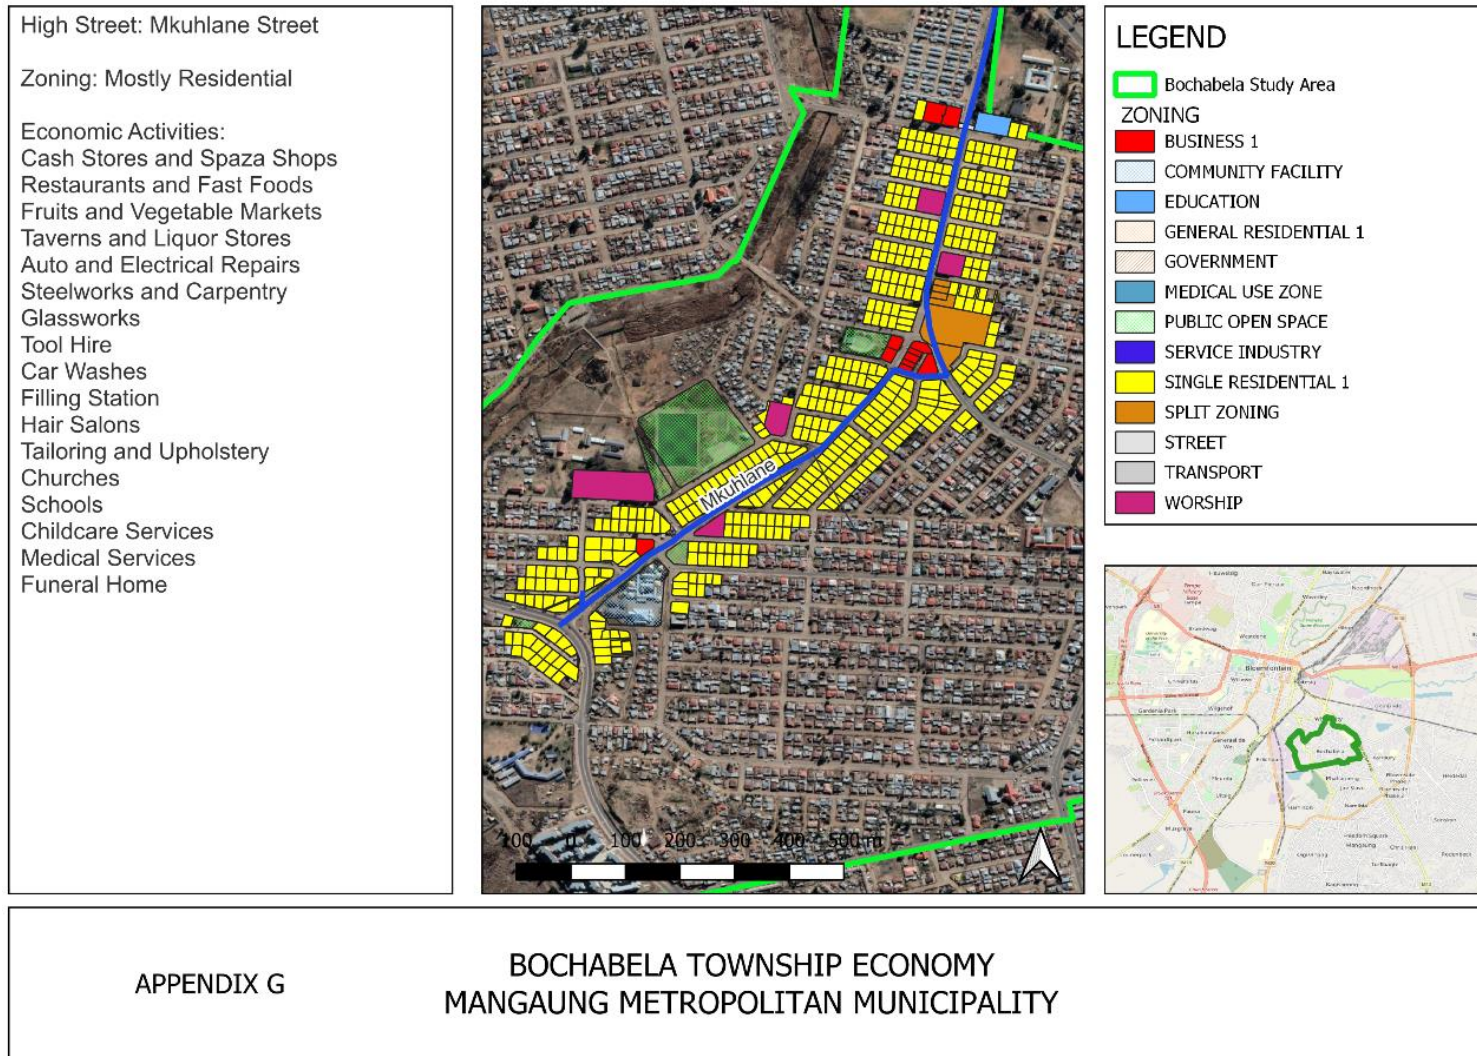 High Street: Mkuhlane Street
Zoning: Mostly Residential
Economic Activities:
Cash Stores and Spaza Shops
Restaurants and Fast Foods
Fruits and Vegetable Markets
Taverns and Liquor Stores
Auto and Electrical Repairs
Steelworks and Carpentry
Glassworks
Tool Hire
Car Washes
Filling Station
Hair Salons
Tailoring and Upholstery
Churches
Schools
Childcare Services
Medical Services
Funeral Home
Mkuhlane
100 0 100 200 300 400 500 m
LEGEND
Bochabela Study Area
ZONING
BUSINESS 1
COMMUNITY FACILITY
EDUCATION
GENERAL RESIDENTIAL 1
GOVERNMENT
MEDICAL USE ZONE
PUBLIC OPEN SPACE
SERVICE INDUSTRY
SINGLE RESIDENTIAL 1
SPLIT ZONING
STREET
TRANSPORT
WORSHIP
Bloemfontein
Gardenia Park
Bochabela
APPENDIX G
BOCHABELA TOWNSHIP ECONOMY
MANGAUNG METROPOLITAN MUNICIPALITY